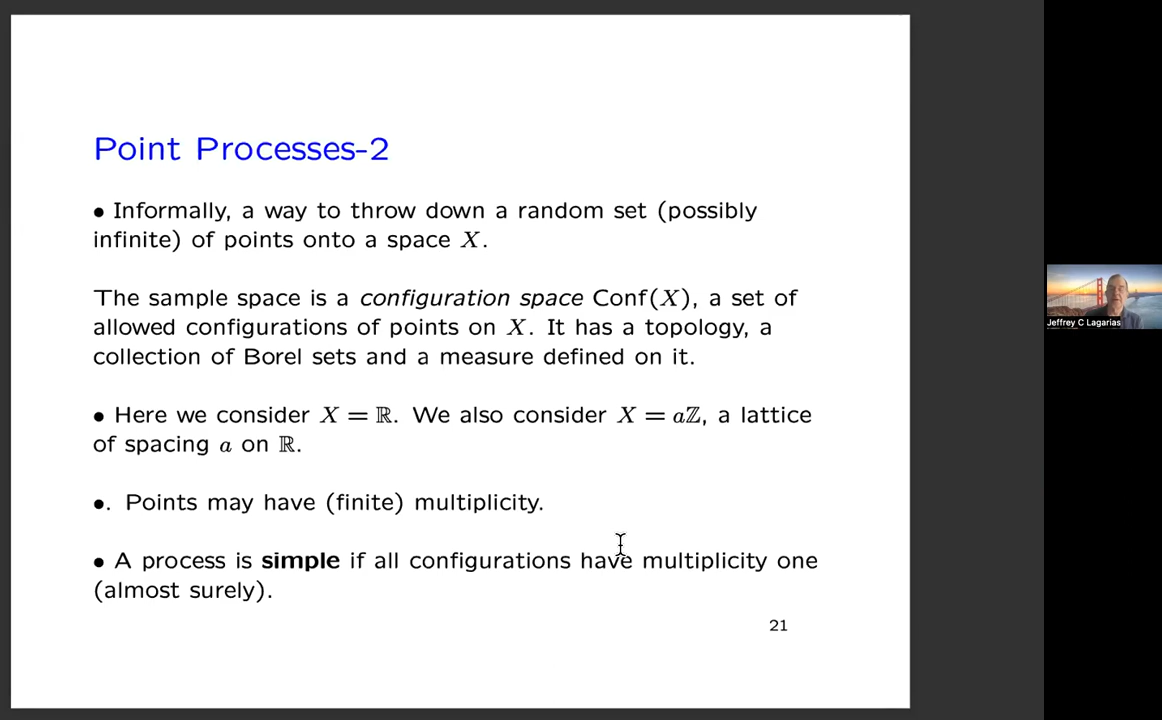 Point Processes-2
• Informally, a way to throw down a random set (possibly
infinite) of points onto a space X.
The sample space is a configuration space Conf(X), a set of
allowed configurations of points on X. It has a topology, a
collection of Borel sets and a measure defined on it.
• Here we consider X = ℝ. We also consider X = aℤ, a lattice
of spacing a on ℝ.
•. Points may have (finite) multiplicity.
• A process is simple if all configurations have multiplicity one
(almost surely).
21
Jeffrey C Lagarias